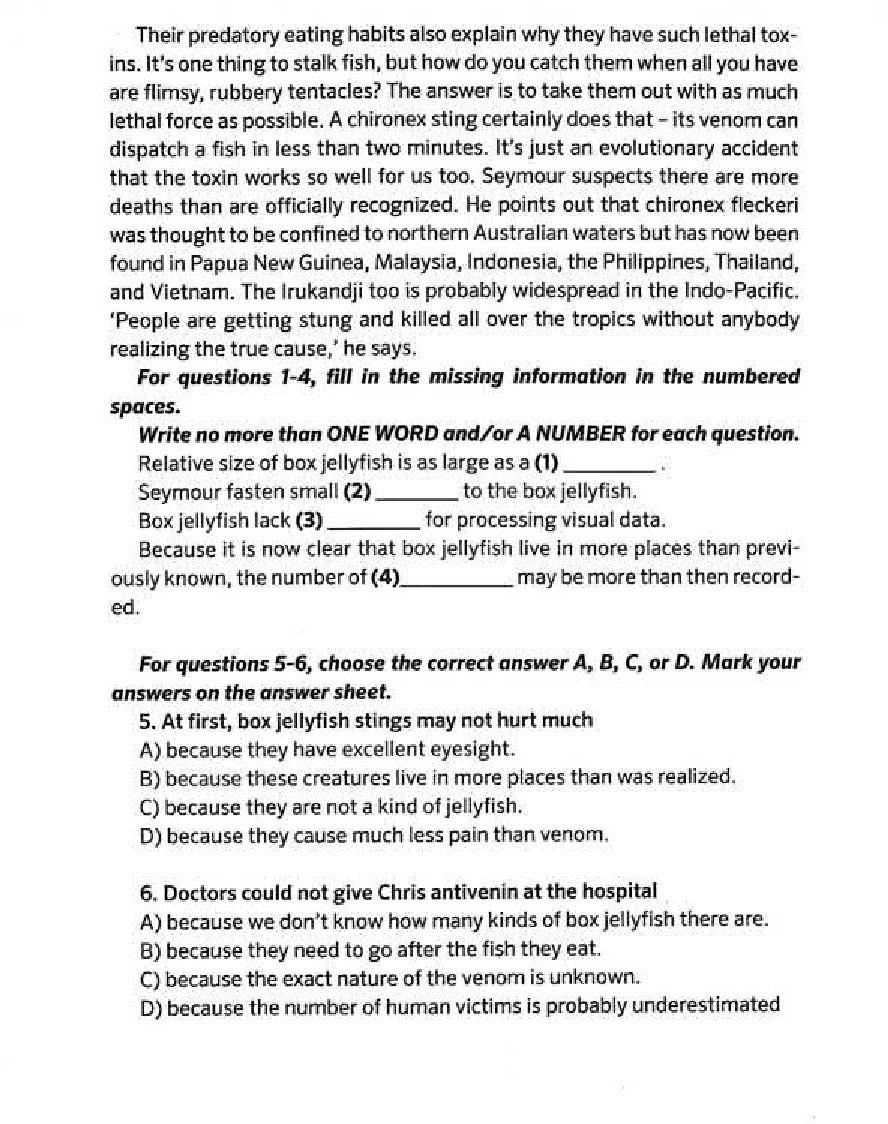 Their predatory eating habits also explain why they have such lethal tox-
ins. It's one thing to stalk fish, but how do you catch them when all you have
are flimsy, rubbery tentacles? The answer is to take them out with as much
lethal force as possible. A chironex sting certainly does that – its venom can
dispatch a fish in less than two minutes. It's just an evolutionary accident
that the toxin works so well for us too. Seymour suspects there are more
deaths than are officially recognized. He points out that chironex fleckeri
was thought to be confined to northern Australian waters but has now been
found in Papua New Guinea, Malaysia, Indonesia, the Philippines, Thailand,
and Vietnam. The Irukandji too is probably widespread in the Indo-Pacific.
'People are getting stung and killed all over the tropics without anybody
realizing the true cause,' he says.
For questions 1-4, fill in the missing information in the numbered
spaces.
Write no more than ONE WORD and/or A NUMBER for each question.
Relative size of box jellyfish is as large as a (1) _________ .
Seymour fasten small (2) ________ to the box jellyfish.
Box jellyfish lack (3) _________ for processing visual data.
Because it is now clear that box jellyfish live in more places than previ-
ously known, the number of (4)___________ may be more than then record-
ed.
For questions 5-6, choose the correct answer A, B, C, or D. Mark your
answers on the answer sheet.
5. At first, box jellyfish stings may not hurt much
A) because they have excellent eyesight.
B) because these creatures live in more places than was realized.
C) because they are not a kind of jellyfish.
D) because they cause much less pain than venom.
6. Doctors could not give Chris antivenin at the hospital
A) because we don't know how many kinds of box jellyfish there are.
B) because they need to go after the fish they eat.
C) because the exact nature of the venom is unknown.
D) because the number of human victims is probably underestimated